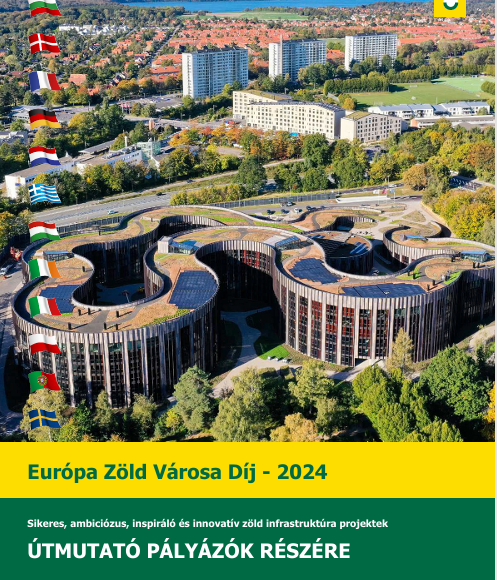 Európa Zöld Városa Díj - 2024
Sikeres, ambiciózus, inspiráló és innovatív zöld infrastruktúra projektek
ÚTMUTATÓ PÁLYÁZÓK RÉSZÉRE